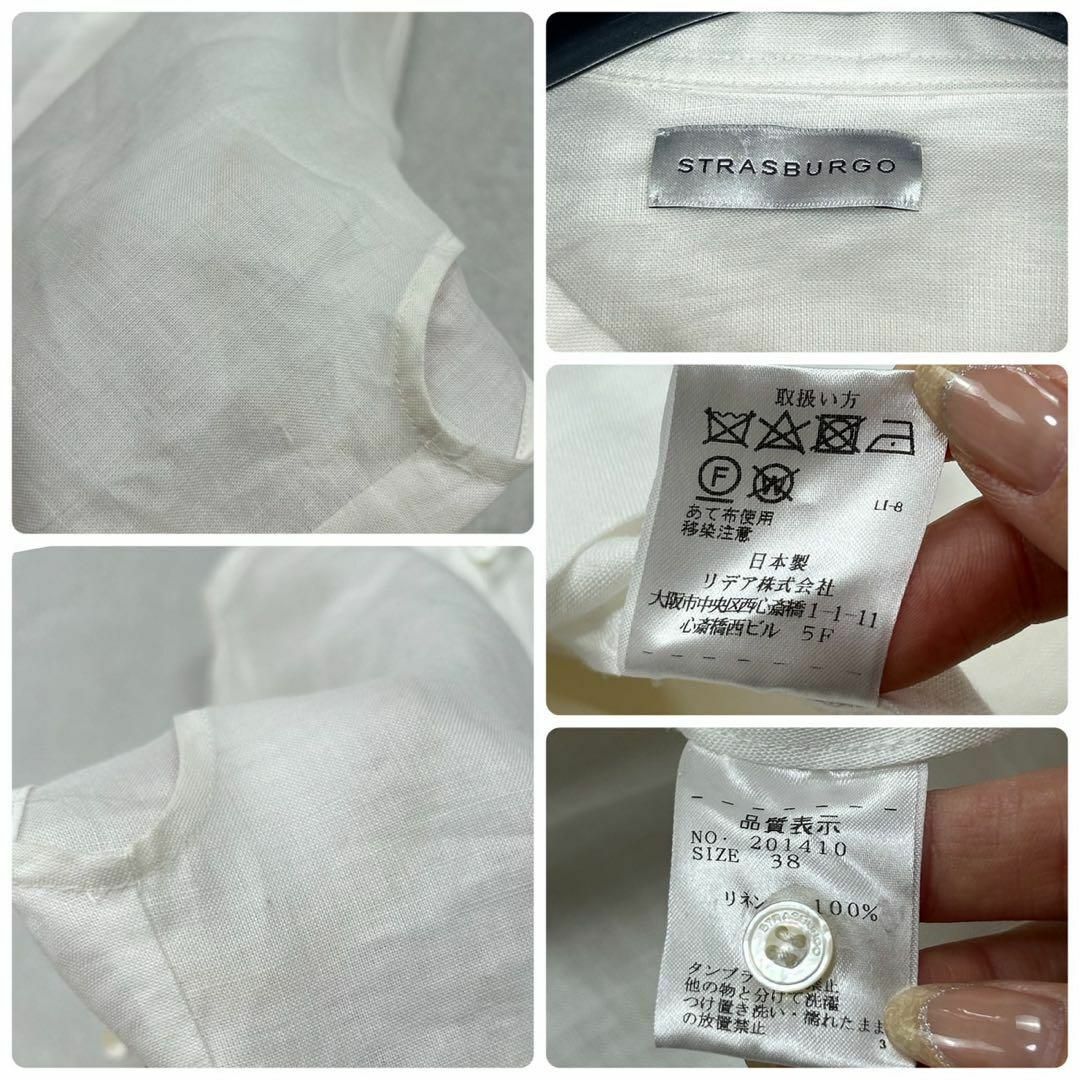 STRASBURGO
取扱い方
F W
LI-8
あて布使用
移染注意
日本製
リデア株式会社
大阪市中央区西心斎橋1-1-11
心斎橋西ビル 5F
品質表示
NO. 201410
SIZE 38
リネン 100%
STRASBURGO
タンブラ 禁止
他の物と分けて洗濯
つけ置き洗い・濡れたまま
の放置禁止
3